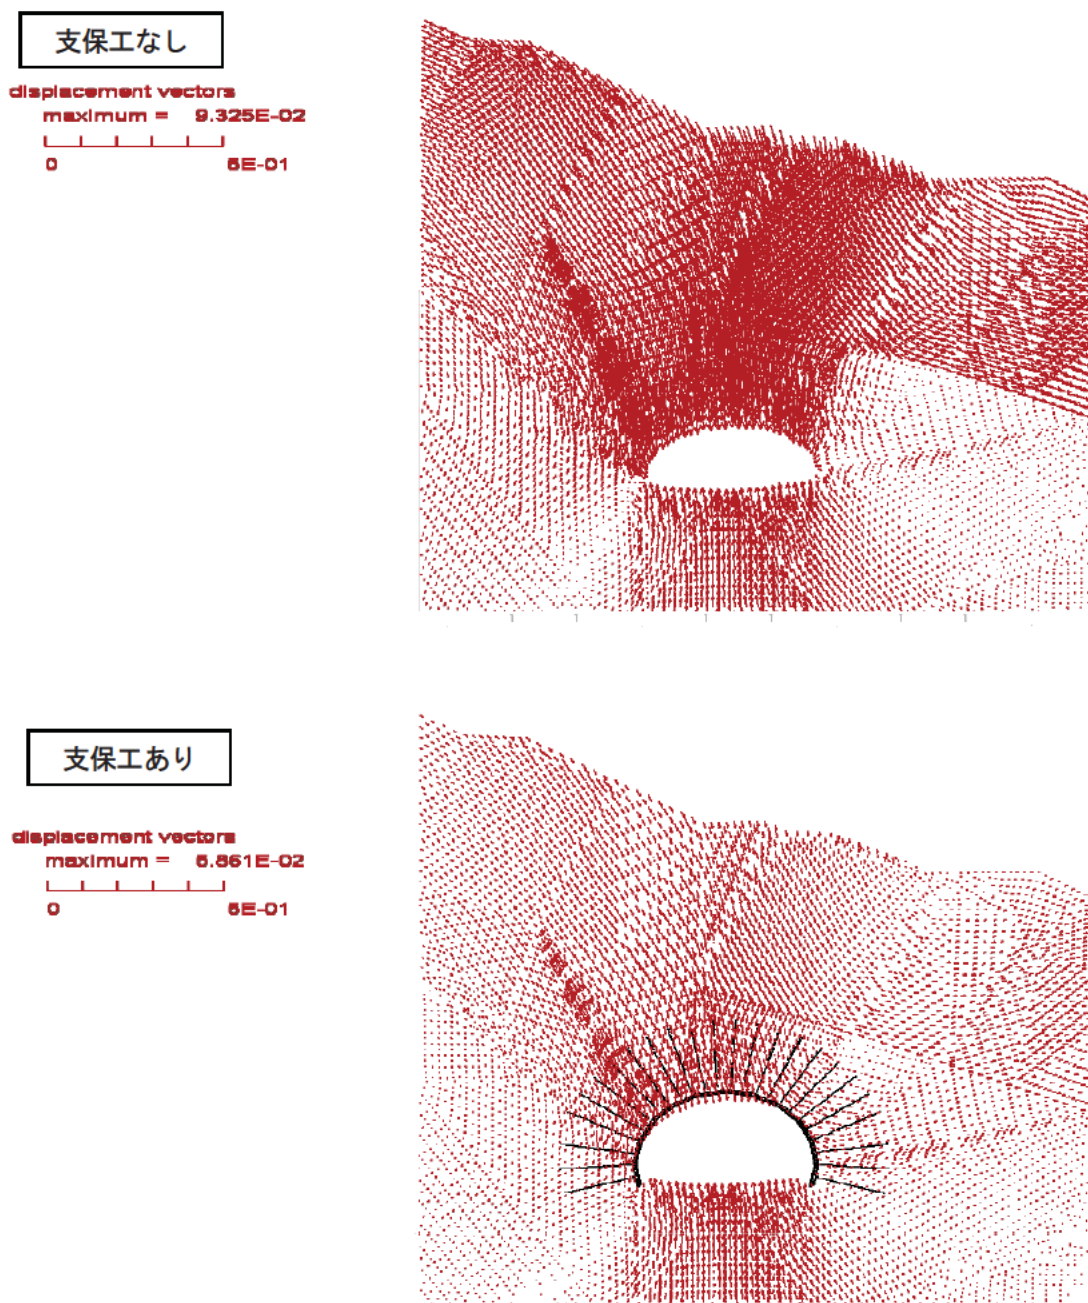 支保工なし
displacement vectors
maximum = 9.325E-02
0 5E-01
支保工あり
displacement vectors
maximum = 5.861E-02
0 5E-01